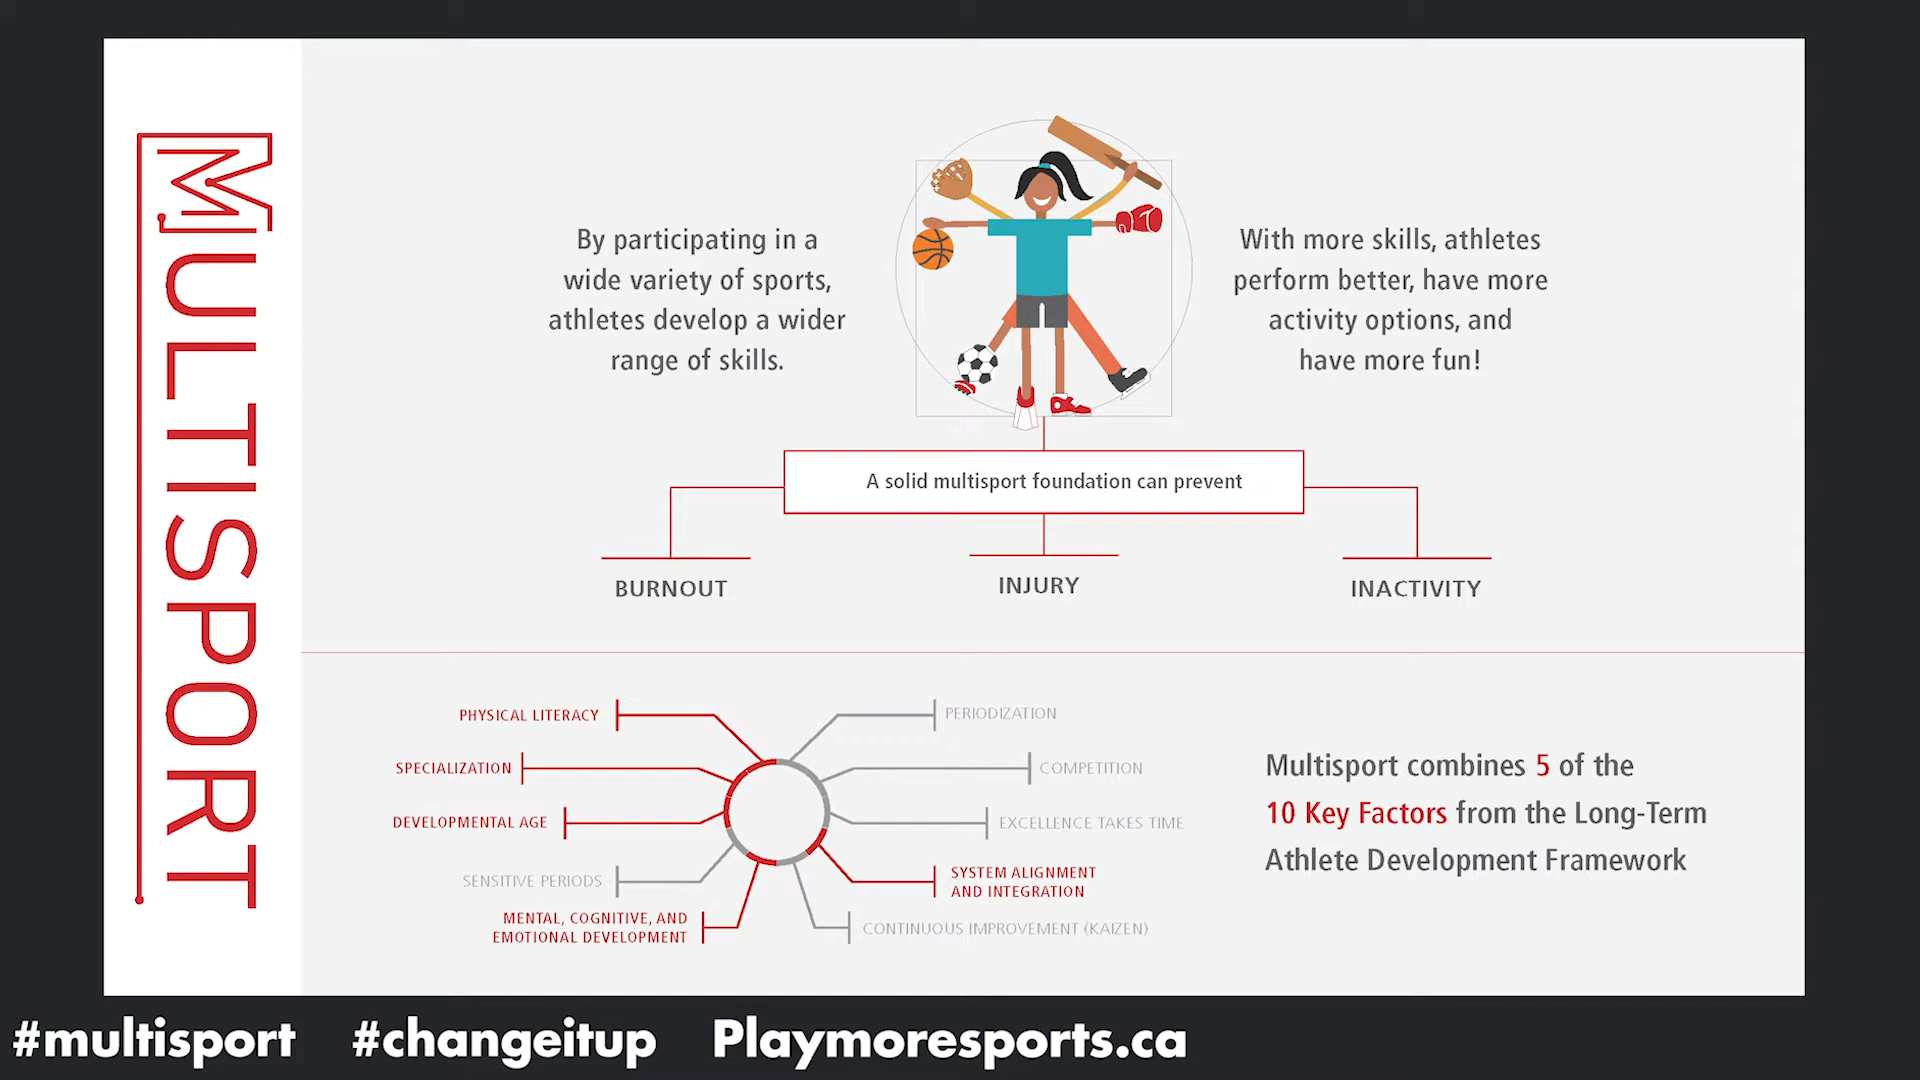 MULTISPORT
By participating in a
wide variety of sports,
athletes develop a wider
range of skills.
With more skills, athletes
perform better, have more
activity options, and
have more fun!
A solid multisport foundation can prevent
BURNOUT
INJURY
INACTIVITY
PHYSICAL LITERACY
SPECIALIZATION
DEVELOPMENTAL AGE
SENSITIVE PERIODS
MENTAL, COGNITIVE, AND
EMOTIONAL DEVELOPMENT
PERIODIZATION
COMPETITION
EXCELLENCE TAKES TIME
SYSTEM ALIGNMENT
AND INTEGRATION
CONTINUOUS IMPROVEMENT (KAIZEN)
Multisport combines 5 of the
10 Key Factors from the Long-Term
Athlete Development Framework
#multisport #changeitup Playmoresports.ca